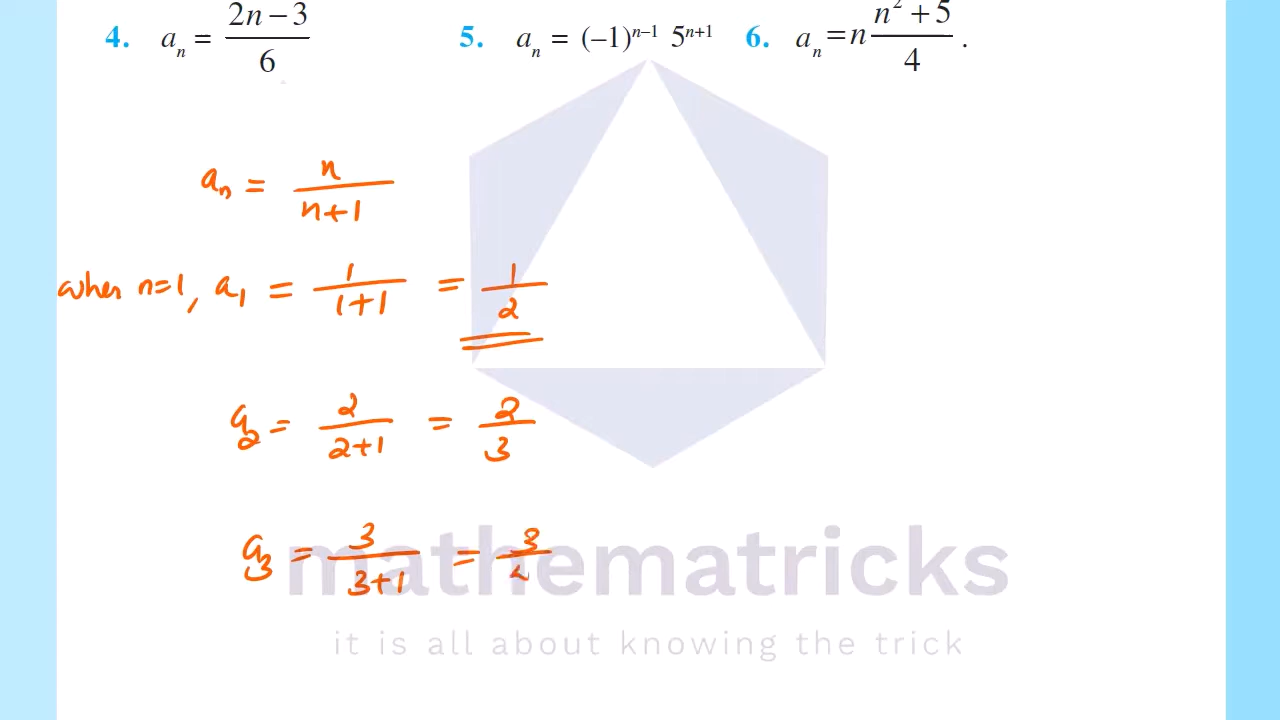 4. aₙ = (2n – 3)/6 5. aₙ = (–1)ⁿ⁻¹ 5ⁿ⁺¹ 6. aₙ = n (n² + 5)/4 .
aₙ = n/(n+1)
when n=1, a₁ = 1/(1+1) = 1/2
a₂ = 2/(2+1) = 2/3
a₃ = 3/(3+1) = 3/4
mathematricks
it is all about knowing the trick